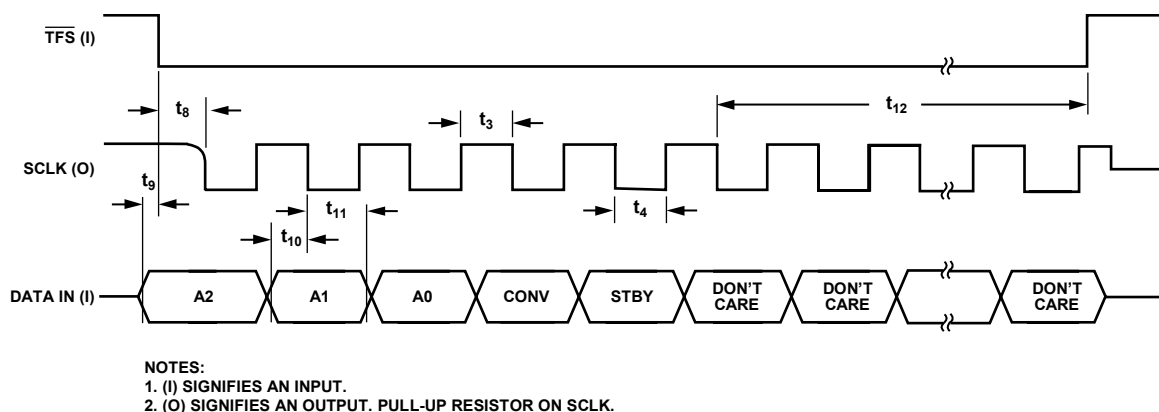 TFS (I)
t8
t3
t12
SCLK (O)
t9
t11
t4
t10
DATA IN (I)
A2
A1
A0
CONV
STBY
DON'T CARE
DON'T CARE
DON'T CARE
NOTES:
1. (I) SIGNIFIES AN INPUT.
2. (O) SIGNIFIES AN OUTPUT. PULL-UP RESISTOR ON SCLK.